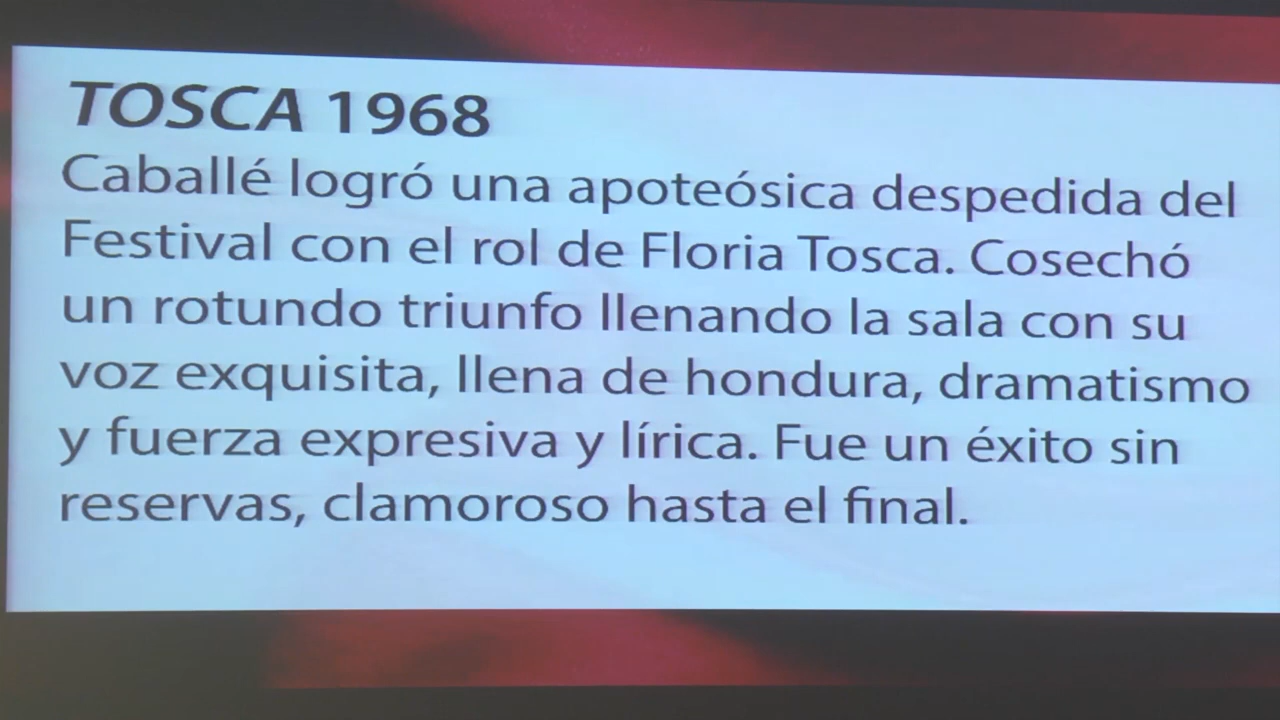 TOSCA 1968
Caballé logró una apoteósica despedida del
Festival con el rol de Floria Tosca. Cosechó
un rotundo triunfo llenando la sala con su
voz exquisita, llena de hondura, dramatismo
y fuerza expresiva y lírica. Fue un éxito sin
reservas, clamoroso hasta el final.